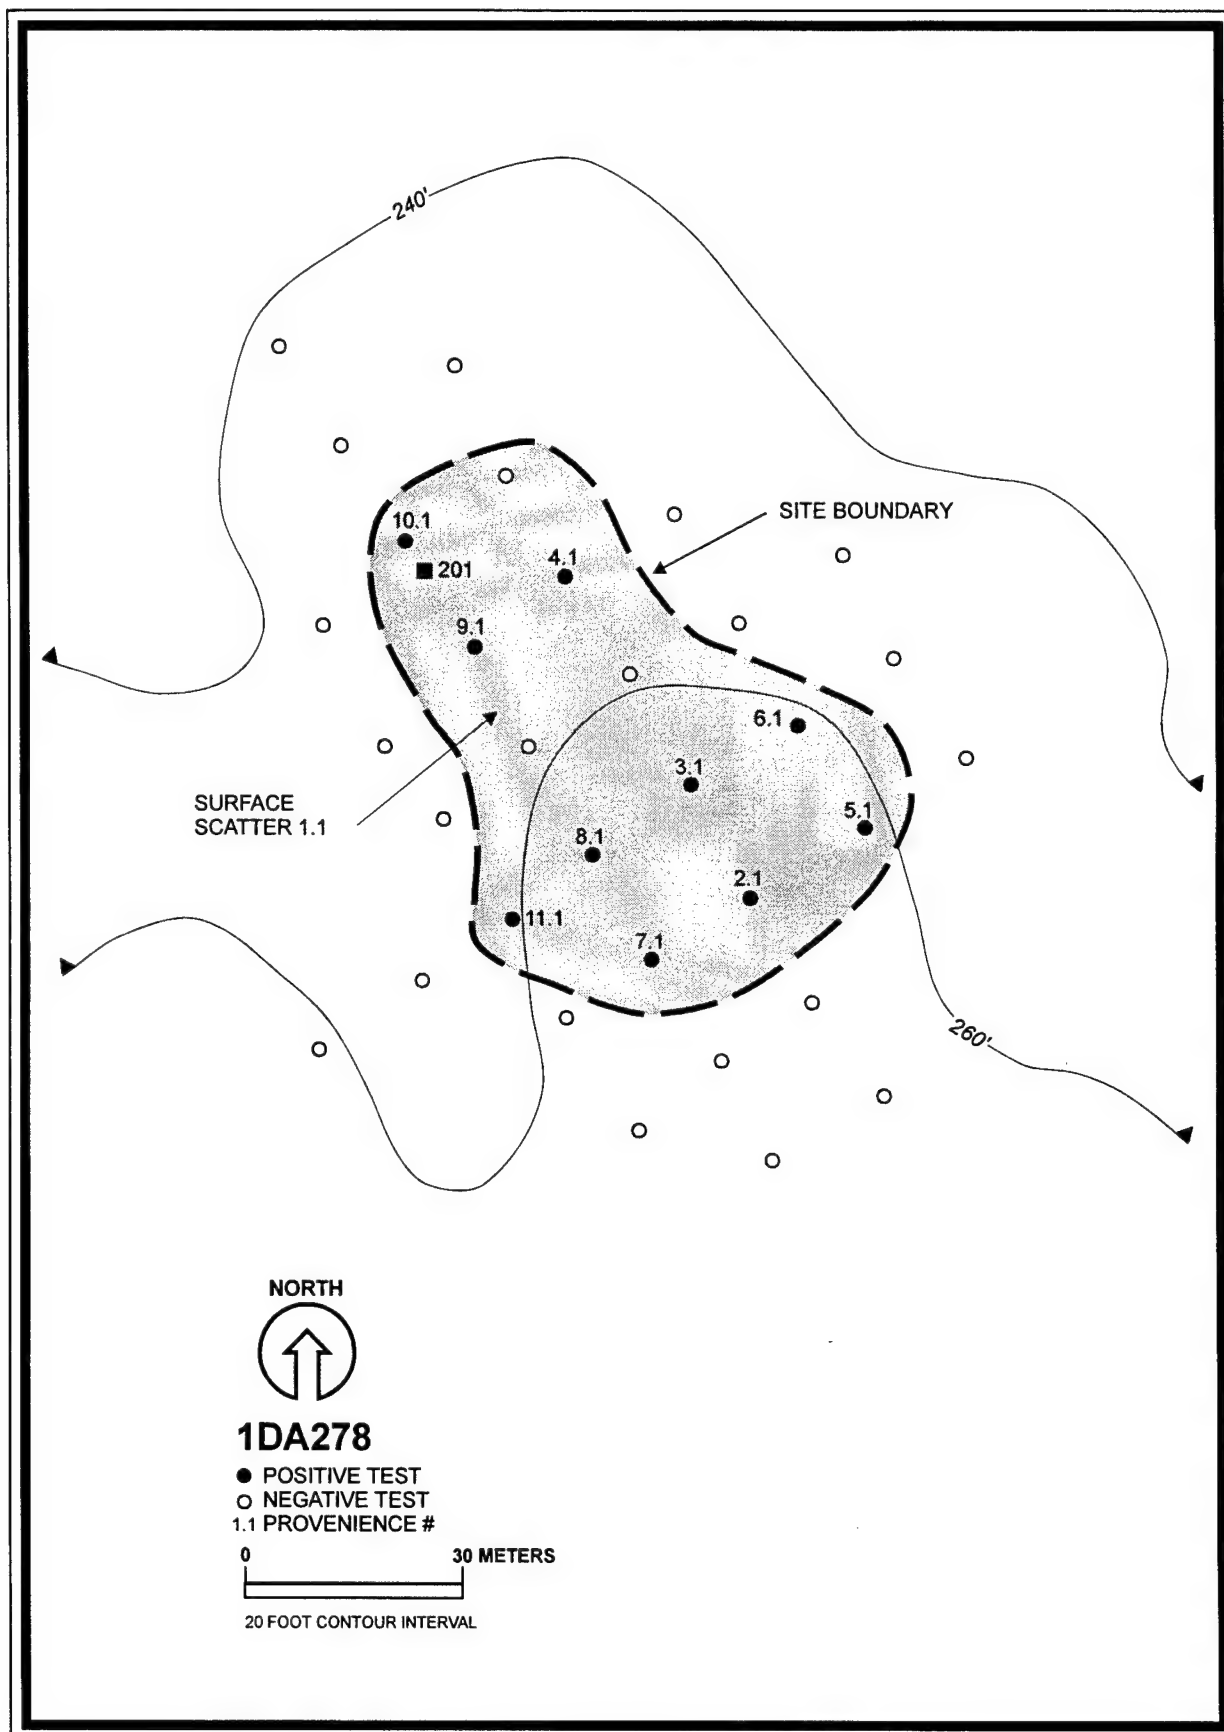 240'
SITE BOUNDARY
10.1
4.1
201
9.1
6.1
3.1
SURFACE
SCATTER 1.1
5.1
8.1
2.1
11.1
7.1
260'
NORTH
1DA278
POSITIVE TEST
NEGATIVE TEST
1.1 PROVENIENCE #
0 30 METERS
20 FOOT CONTOUR INTERVAL